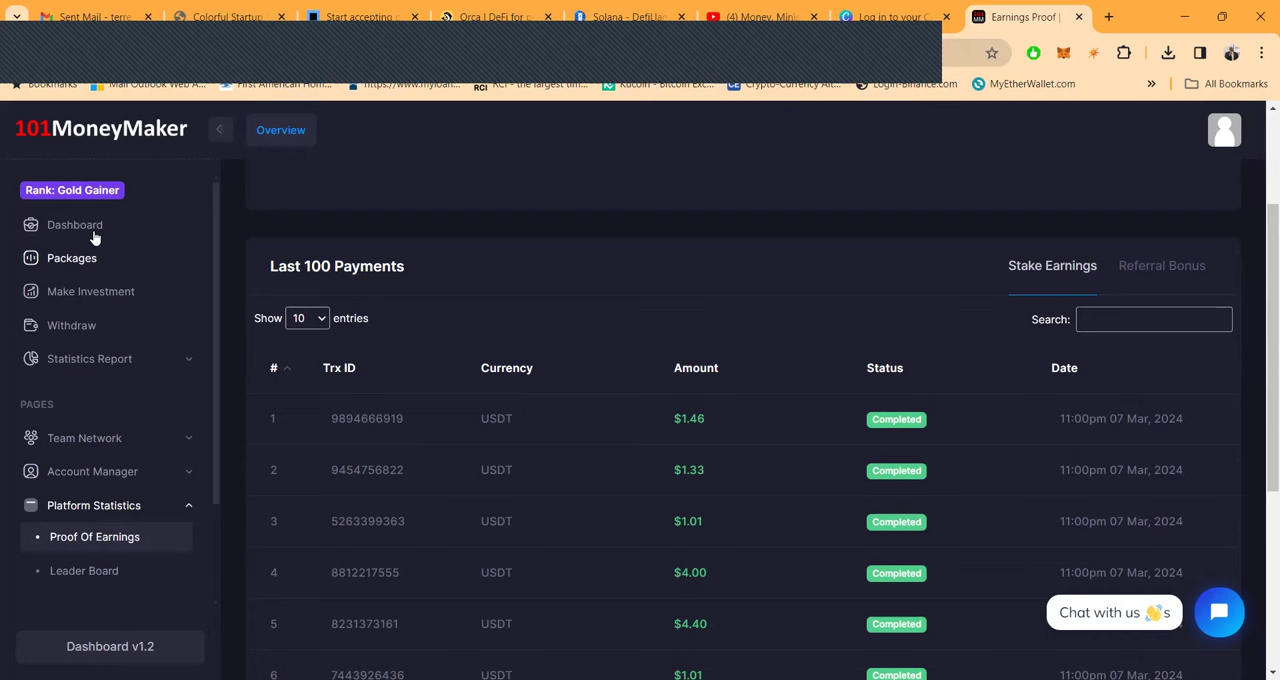 Sent Mail - terre
Colorful Startup
Start accepting c
Orca | DeFi for p
Solana - DefiLlam
(4) Money, Mind
Log in to your C
Earnings Proof |
Bookmarks
Mail Outlook Web A...
First American Hom...
https://www.myloan...
RCI - the largest tim...
Kucoin - Bitcoin Exc...
Crypto-Currency Alt...
Login-Binance.com
MyEtherWallet.com
»
All Bookmarks
101MoneyMaker
Overview
Rank: Gold Gainer
Dashboard
Packages
Make Investment
Withdraw
Statistics Report
PAGES
Team Network
Account Manager
Platform Statistics
• Proof Of Earnings
• Leader Board
Dashboard v1.2
Last 100 Payments
Stake Earnings Referral Bonus
Show 10 entries
Search:
# Trx ID Currency Amount Status Date
1 9894666919 USDT $1.46 Completed 11:00pm 07 Mar, 2024
2 9454756822 USDT $1.33 Completed 11:00pm 07 Mar, 2024
3 5263399363 USDT $1.01 Completed 11:00pm 07 Mar, 2024
4 8812217555 USDT $4.00 Completed 11:00pm 07 Mar, 2024
5 8231373161 USDT $4.40 Completed 11:00pm 07 Mar, 2024
6 7443926436 USDT $1.01 Completed 11:00pm 07 Mar, 2024
Chat with us 👋s